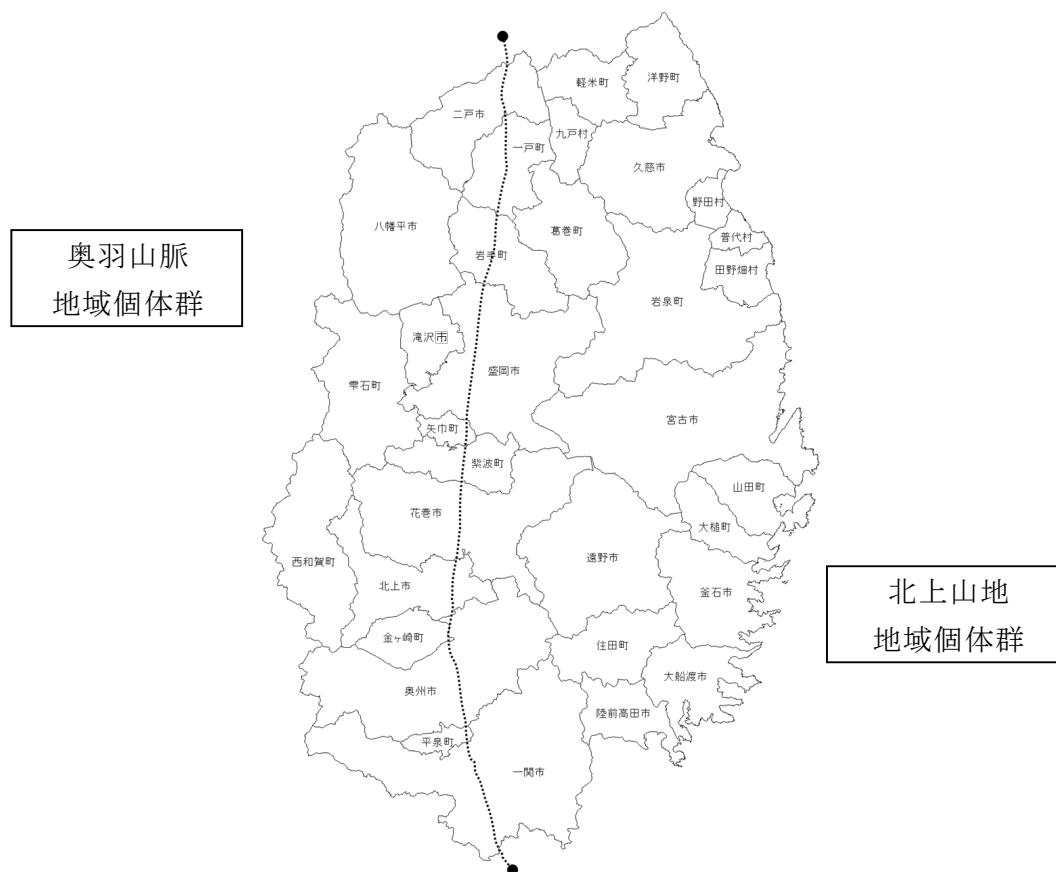 軽米町
洋野町
二戸市
一戸町
九戸村
久慈市
野田村
八幡平市
岩手町
葛巻町
普代村
田野畑村
奥羽山脈
地域個体群
岩泉町
滝沢市
盛岡市
雫石町
宮古市
矢巾町
紫波町
山田町
花巻市
大槌町
西和賀町
北上市
遠野市
釜石市
北上山地
地域個体群
金ヶ崎町
住田町
奥州市
大船渡市
陸前高田市
平泉町
一関市